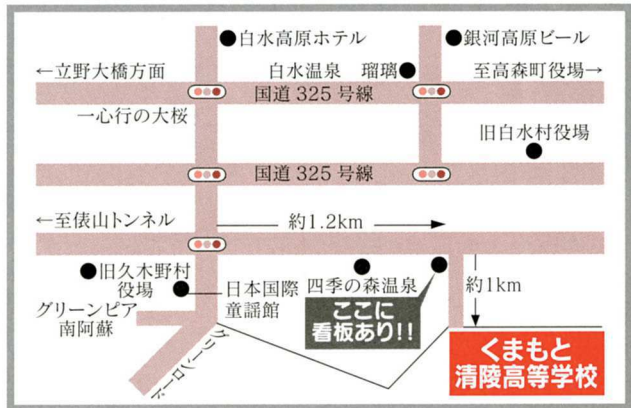 白水高原ホテル
銀河高原ビール
←立野大橋方面
白水温泉 瑠璃
至高森町役場→
国道325号線
一心行の大桜
旧白水村役場
国道325号線
←至俵山トンネル
約1.2km
旧久木野村
役場
日本国際
童謡館
四季の森温泉
約1km
グリーンピア
南阿蘇
ここに
看板あり!!
グリーンロード
くまもと
清陵高等学校